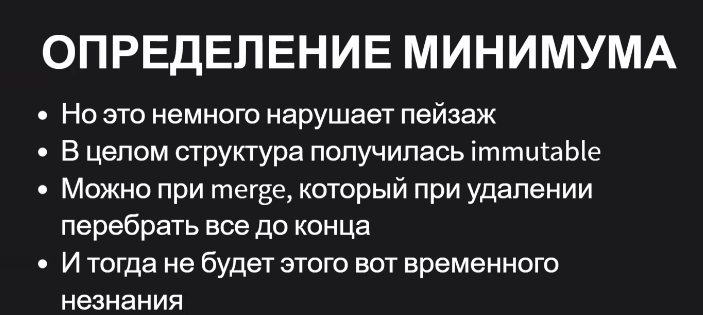 ОПРЕДЕЛЕНИЕ МИНИМУМА
• Но это немного нарушает пейзаж
• В целом структура получилась immutable
• Можно при merge, который при удалении
перебрать все до конца
• И тогда не будет этого вот временного
незнания